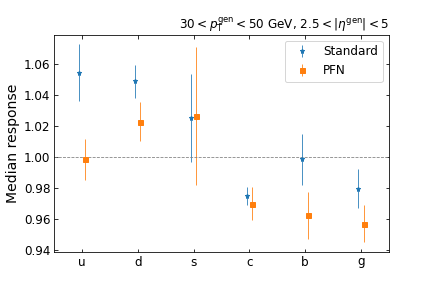 30 < p_T^gen < 50 GeV, 2.5 < |η^gen| < 5
Standard
PFN
Median response
1.06
1.04
1.02
1.00
0.98
0.96
0.94
u d s c b g